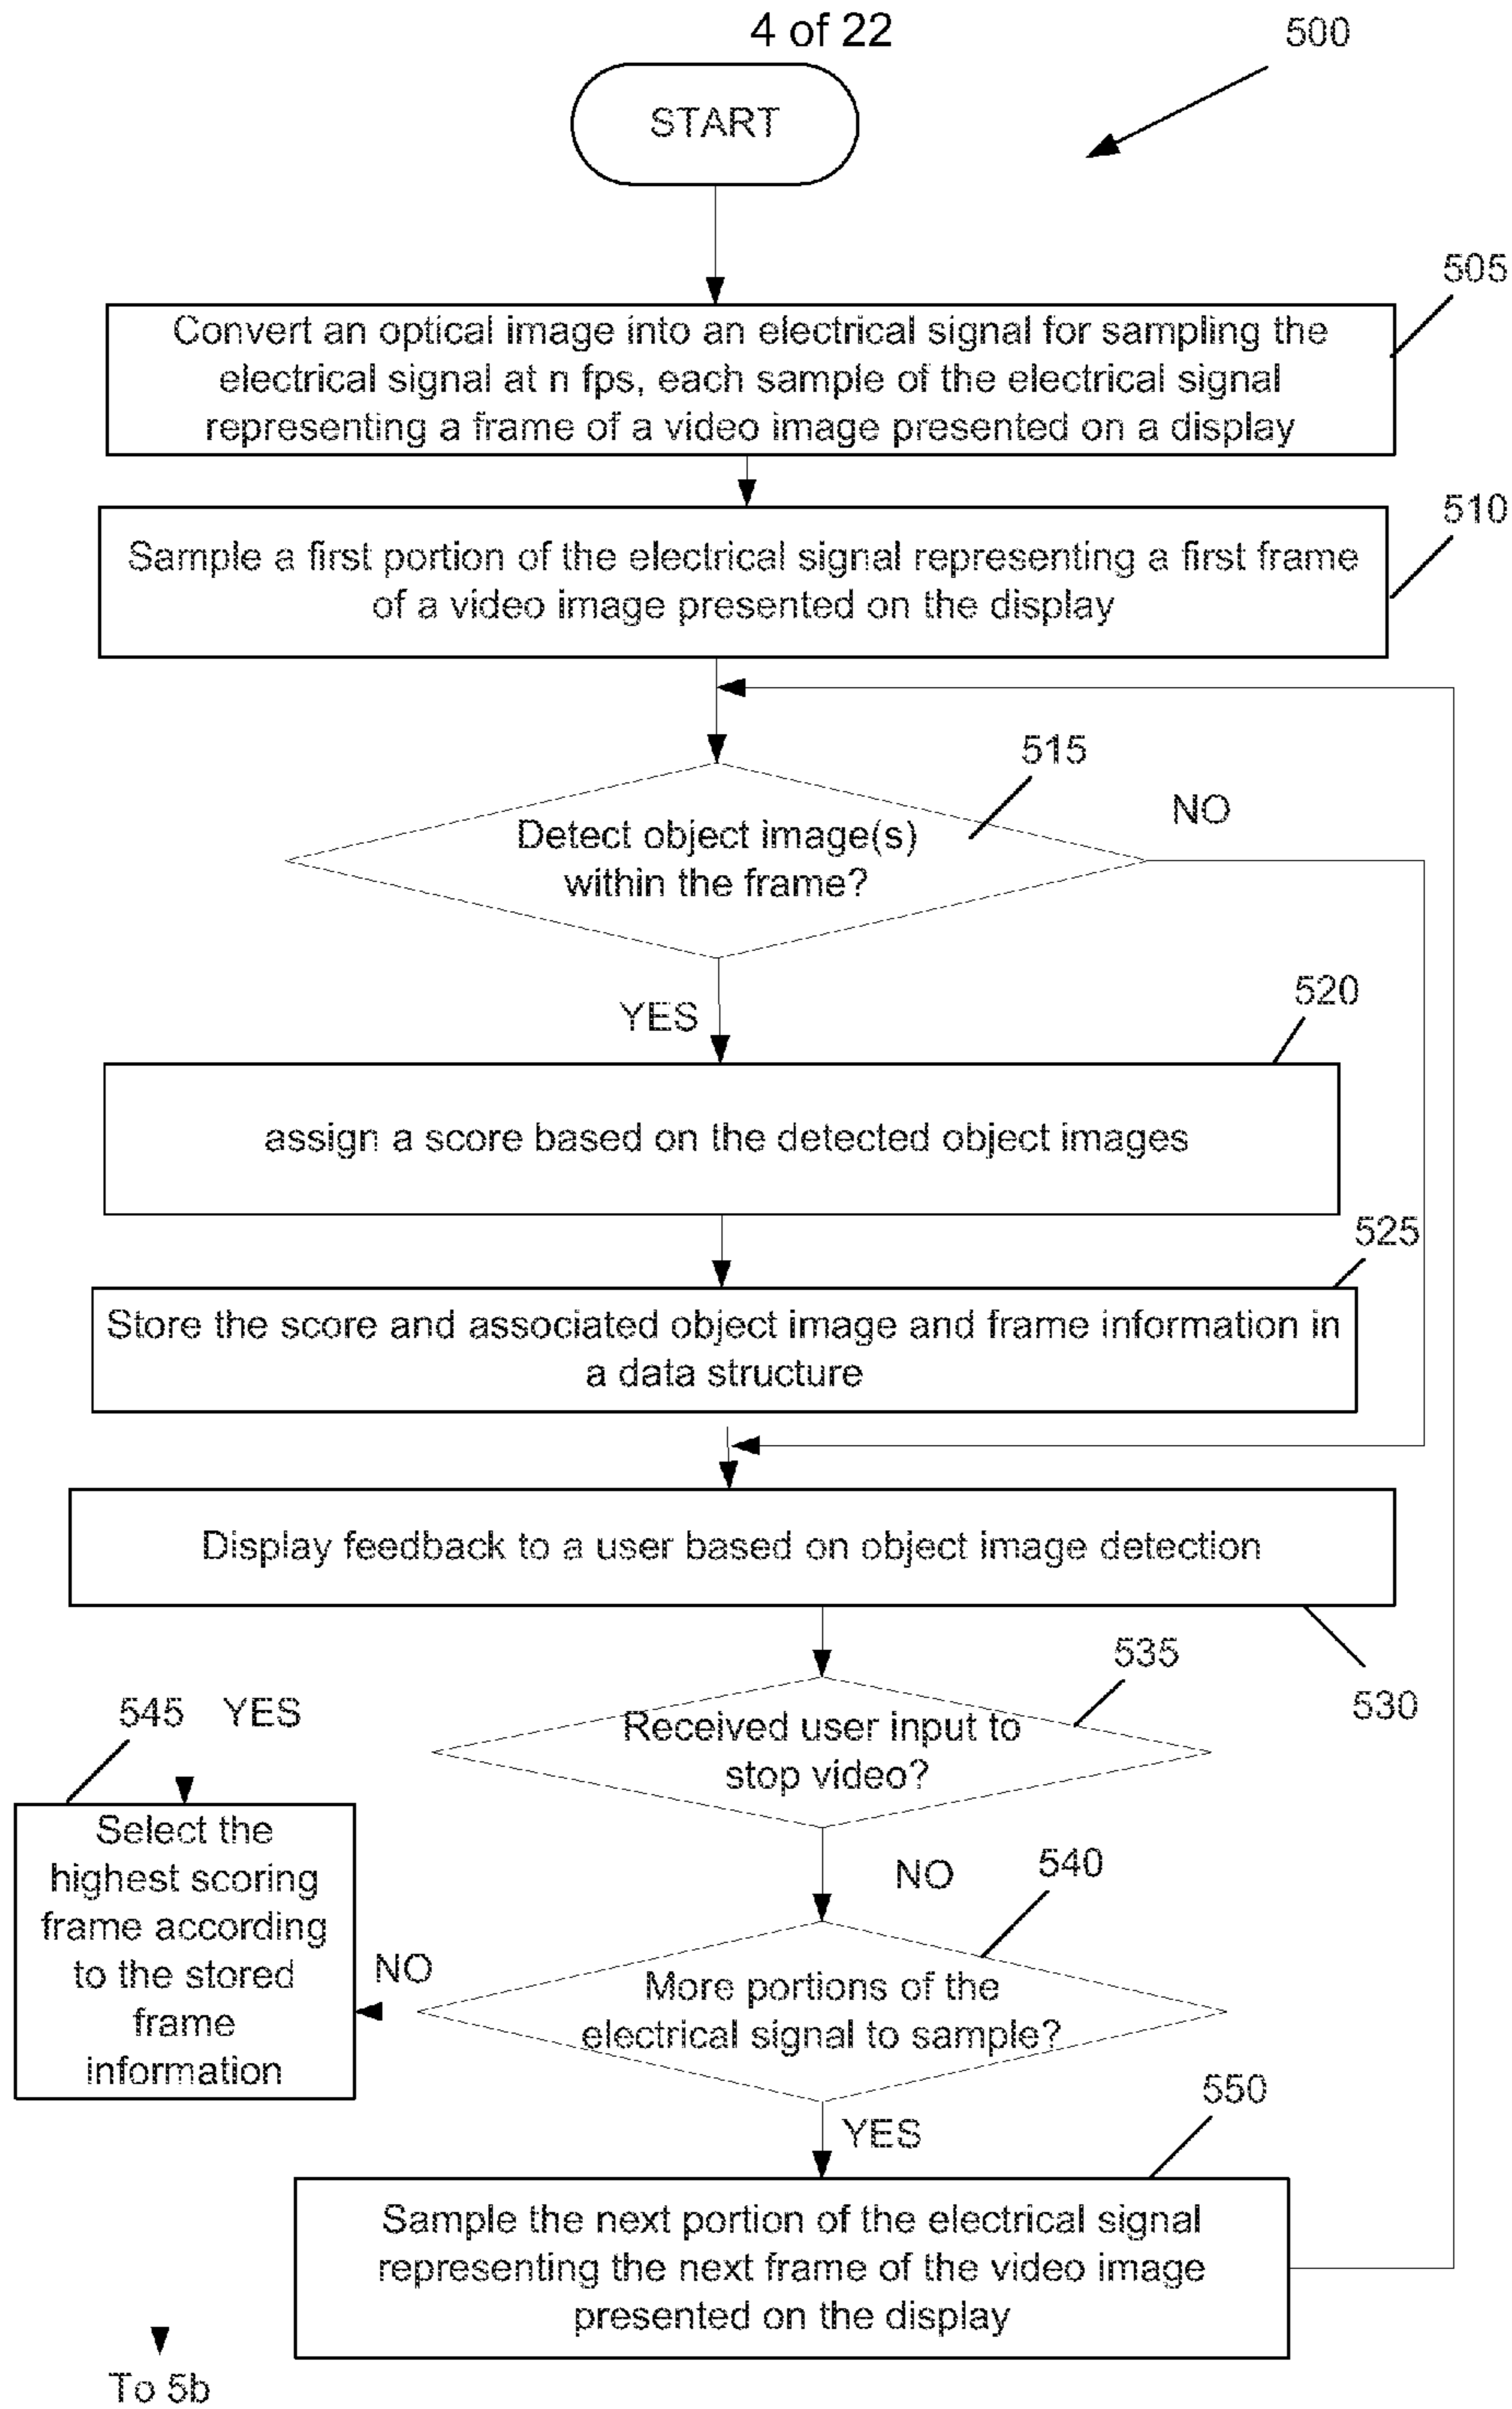 4 of 22
500
START
505
Convert an optical image into an electrical signal for sampling the
electrical signal at n fps, each sample of the electrical signal
representing a frame of a video image presented on a display
510
Sample a first portion of the electrical signal representing a first frame
of a video image presented on the display
515
NO
Detect object image(s)
within the frame?
YES
520
assign a score based on the detected object images
525
Store the score and associated object image and frame information in
a data structure
Display feedback to a user based on object image detection
530
535
Received user input to
stop video?
545
YES
Select the
highest scoring
frame according
to the stored
frame
information
NO
540
NO
More portions of the
electrical signal to sample?
YES
550
Sample the next portion of the electrical signal
representing the next frame of the video image
presented on the display
To 5b